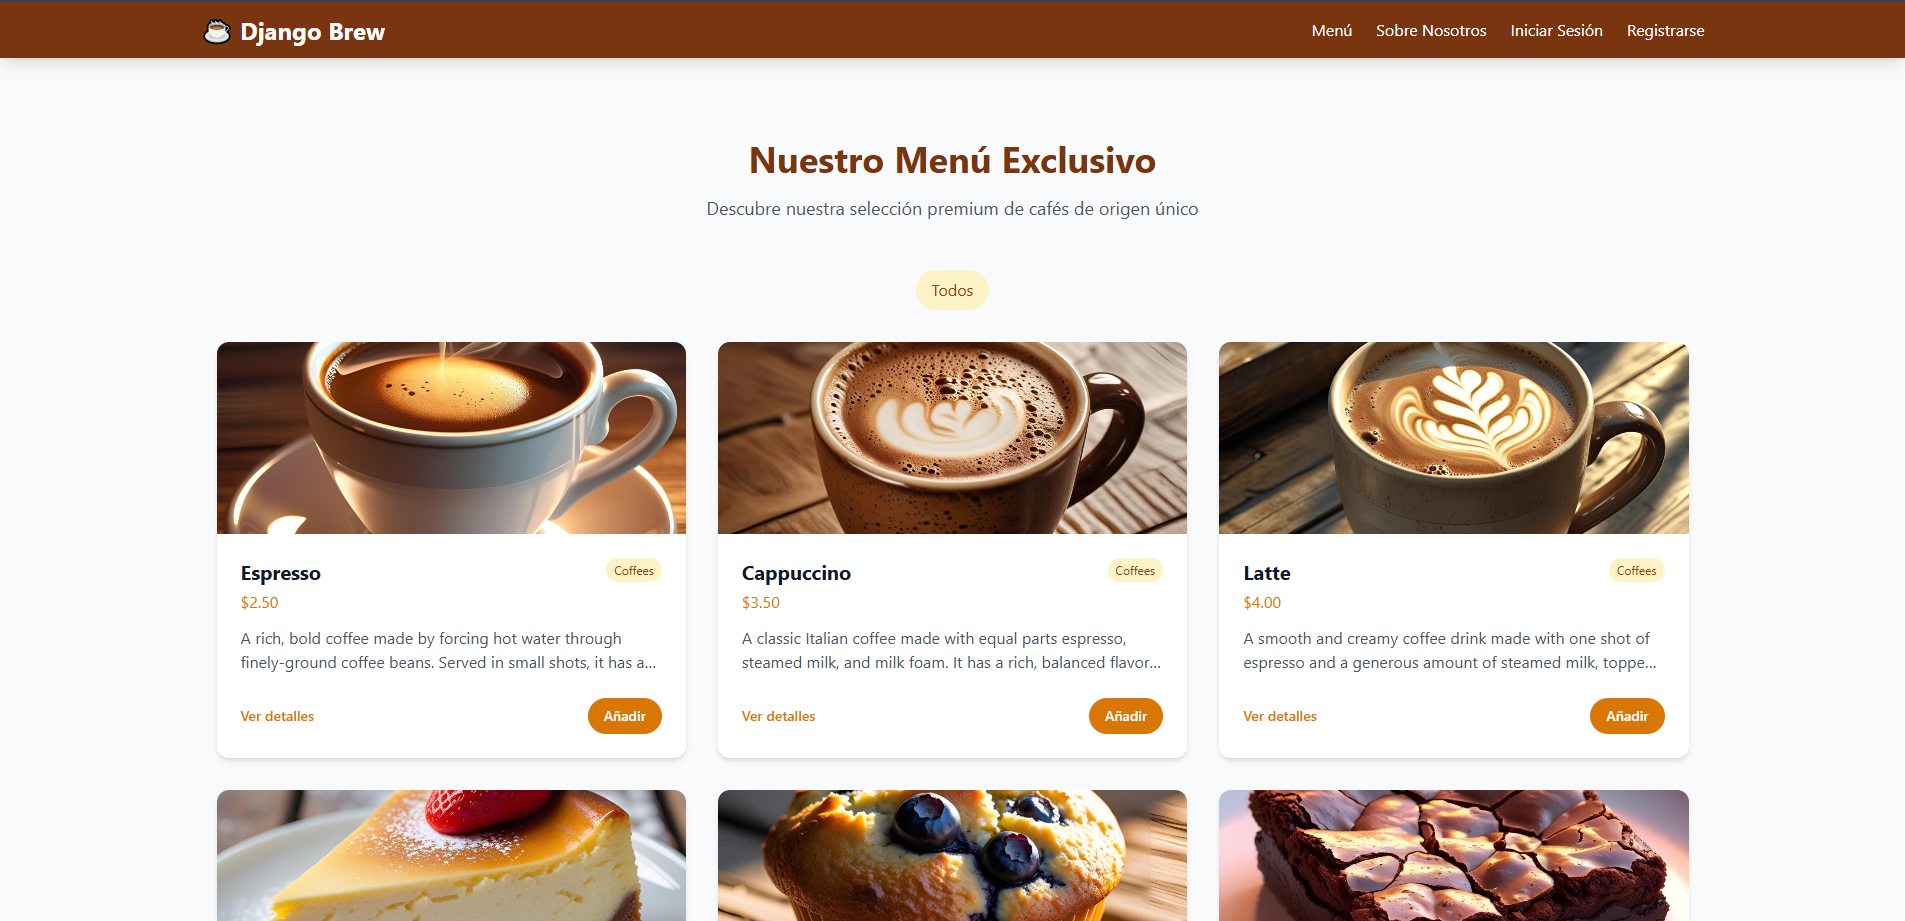 Django Brew
Menú
Sobre Nosotros
Iniciar Sesión
Registrarse
Nuestro Menú Exclusivo
Descubre nuestra selección premium de cafés de origen único
Todos
Espresso
Coffees
$2.50
A rich, bold coffee made by forcing hot water through
finely-ground coffee beans. Served in small shots, it has a...
Ver detalles
Añadir
Cappuccino
Coffees
$3.50
A classic Italian coffee made with equal parts espresso,
steamed milk, and milk foam. It has a rich, balanced flavor...
Ver detalles
Añadir
Latte
Coffees
$4.00
A smooth and creamy coffee drink made with one shot of
espresso and a generous amount of steamed milk, toppe...
Ver detalles
Añadir